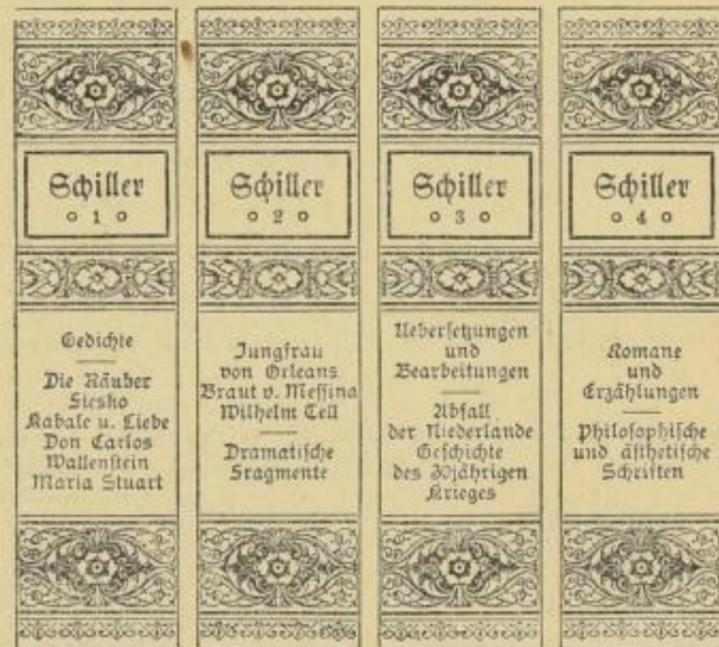 Schiller
o 1 o
Gedichte
Die Räuber
Fiesko
Kabale u. Liebe
Don Carlos
Wallenstein
Maria Stuart
Schiller
o 2 o
Jungfrau
von Orleans
Braut v. Messina
Wilhelm Tell
Dramatische
Fragmente
Schiller
o 3 o
Uebersetzungen
und
Bearbeitungen
Abfall
der Niederlande
Geschichte
des 30jährigen
Krieges
Schiller
o 4 o
Romane
und
Erzählungen
Philosophische
und ästhetische
Schriften